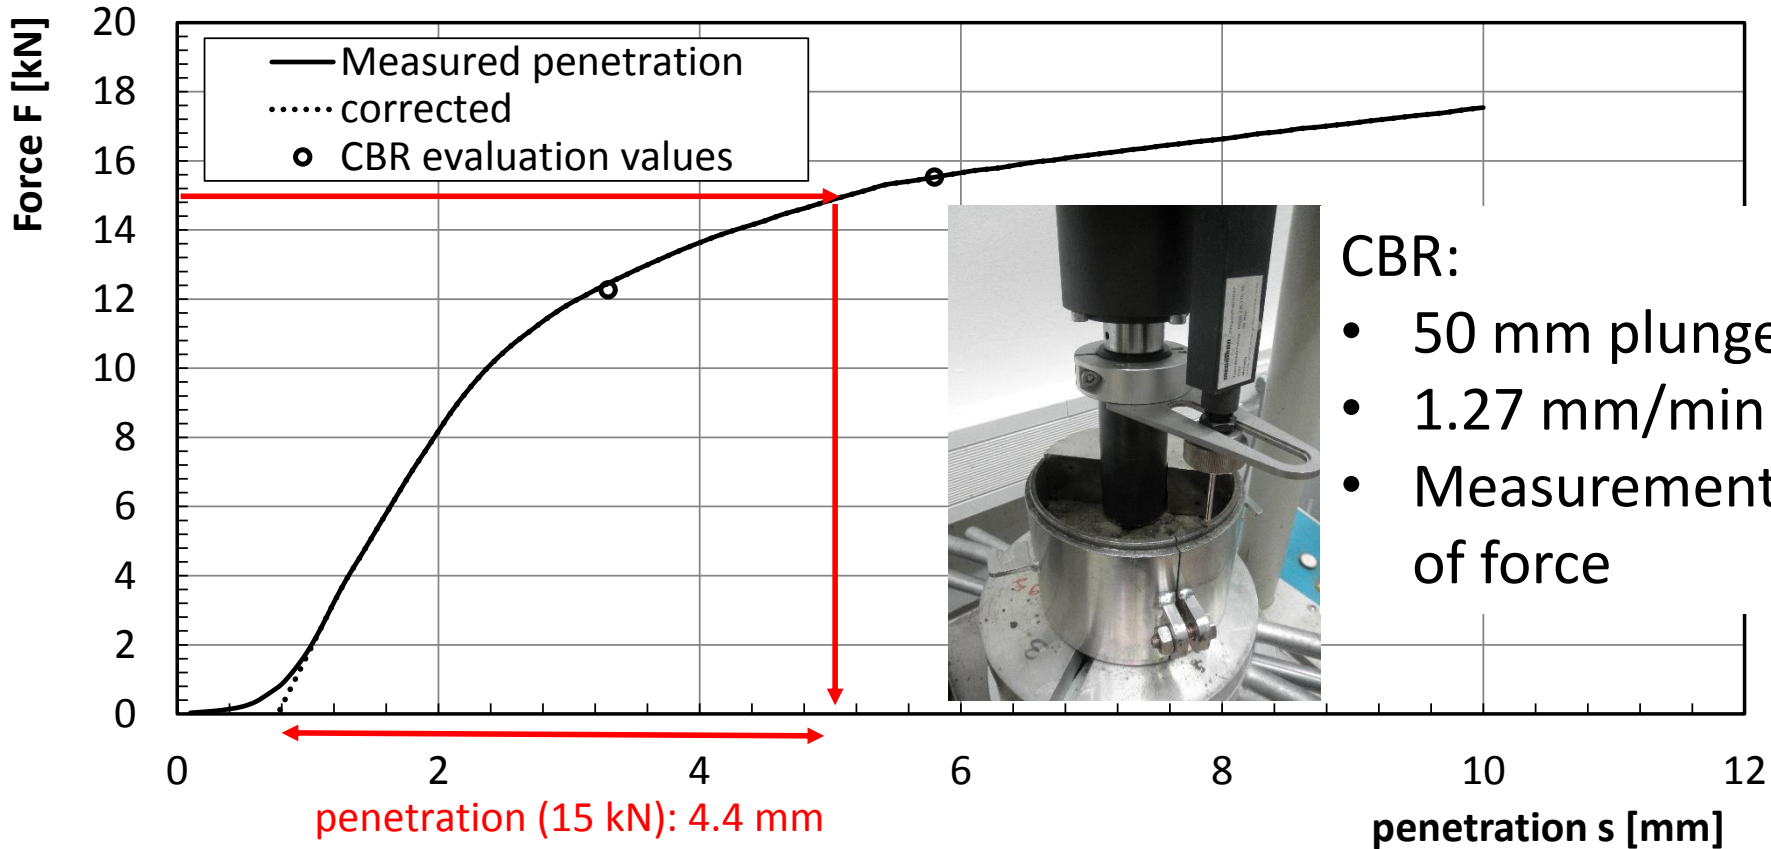 Force F [kN]
20
18
16
14
12
10
8
6
4
2
0
Measured penetration
corrected
CBR evaluation values
CBR:
• 50 mm plunge
• 1.27 mm/min
• Measurement
of force
0
2
4
6
8
10
12
penetration (15 kN): 4.4 mm
penetration s [mm]